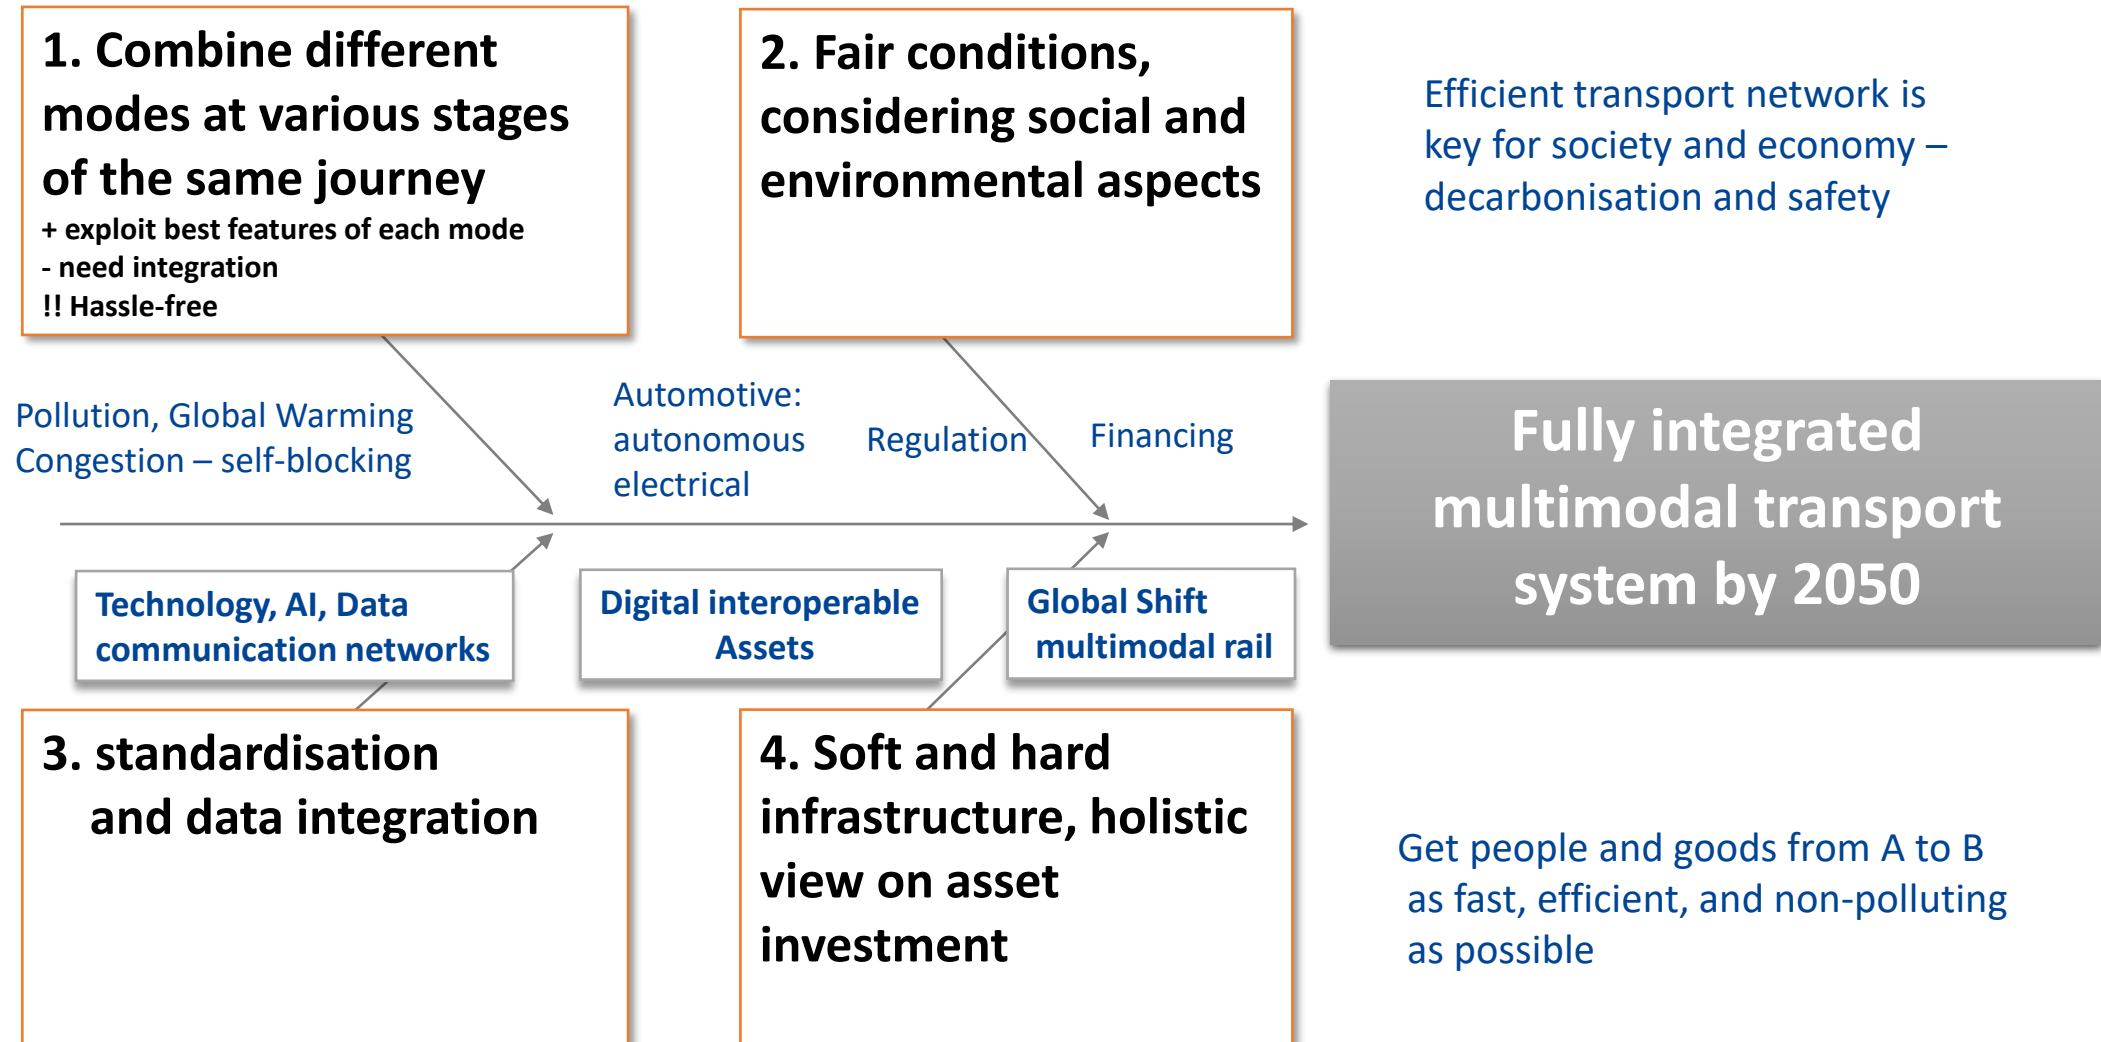 1. Combine different
modes at various stages
of the same journey
+ exploit best features of each mode
- need integration
!! Hassle-free
2. Fair conditions,
considering social and
environmental aspects
Efficient transport network is
key for society and economy –
decarbonisation and safety
Pollution, Global Warming
Congestion – self-blocking
Automotive:
autonomous
electrical
Regulation
Financing
Fully integrated
multimodal transport
system by 2050
Technology, AI, Data
communication networks
Digital interoperable
Assets
Global Shift
multimodal rail
3. standardisation
and data integration
4. Soft and hard
infrastructure, holistic
view on asset
investment
Get people and goods from A to B
as fast, efficient, and non-polluting
as possible